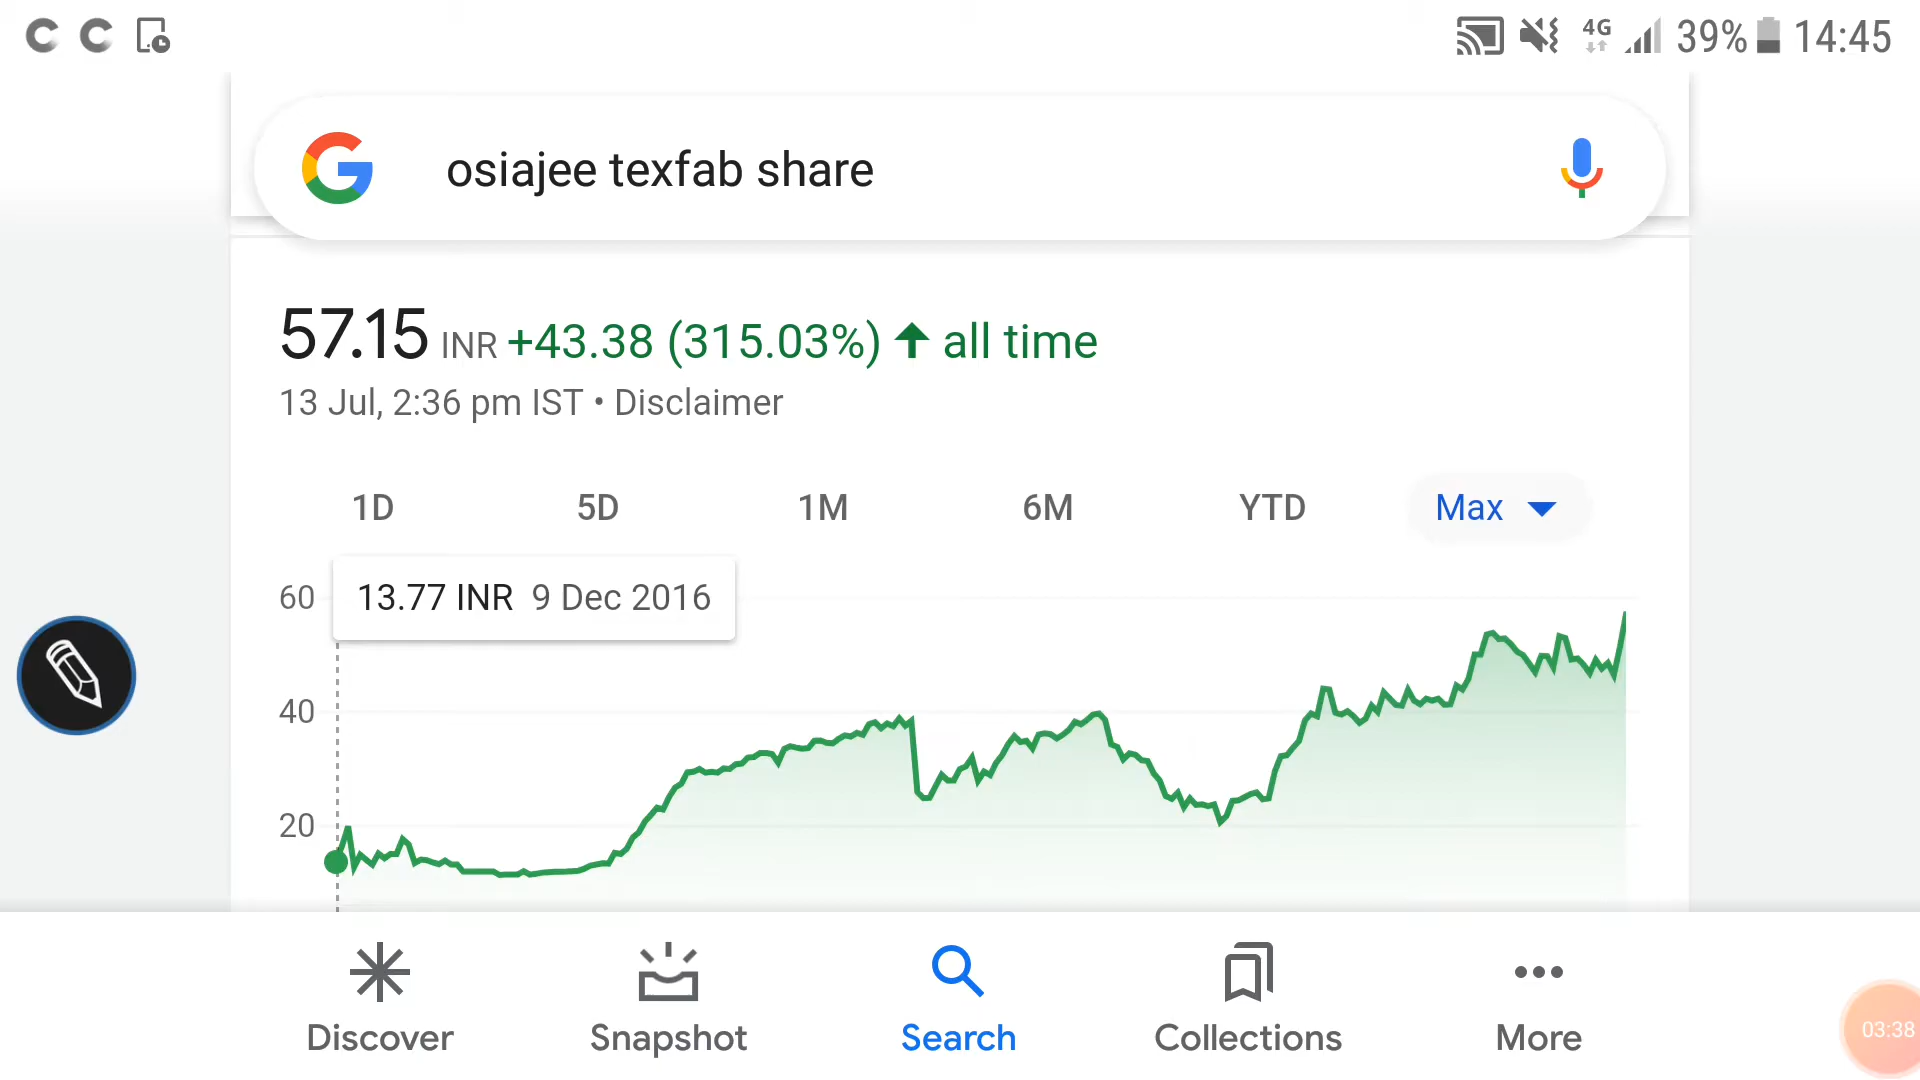 4G 39% 14:45
osiajee texfab share
57.15 INR +43.38 (315.03%) ↑ all time
13 Jul, 2:36 pm IST • Disclaimer
1D 5D 1M 6M YTD Max
13.77 INR 9 Dec 2016
60
40
20
Discover Snapshot Search Collections More
03:38